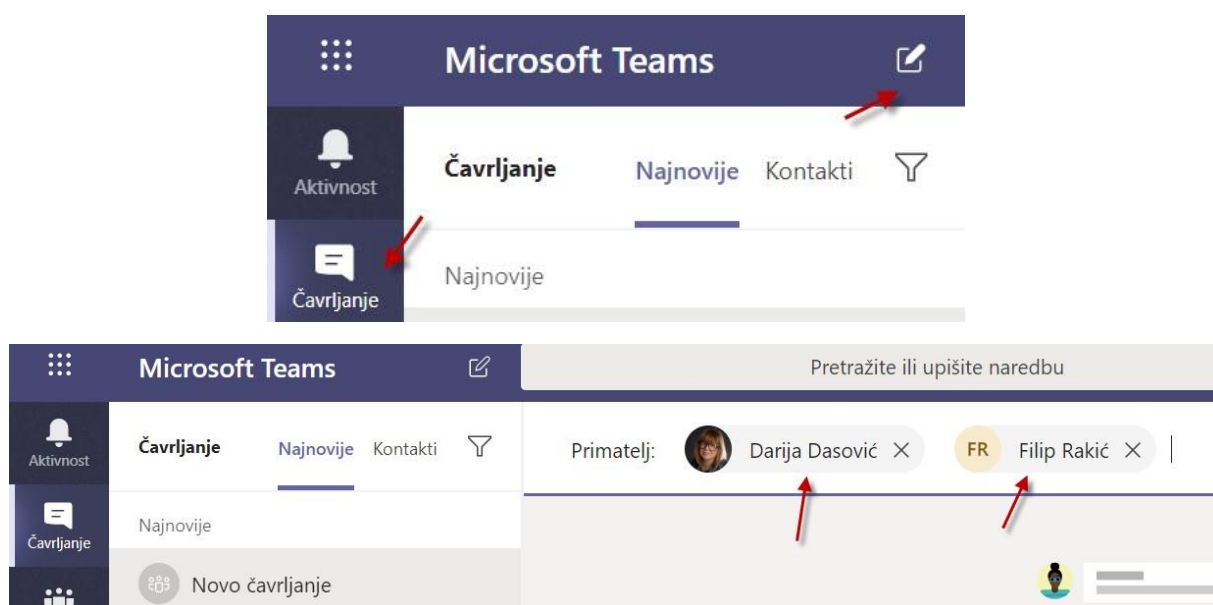 Microsoft Teams
Aktivnost
Čavrljanje Najnovije Kontakti
Čavrljanje
Najnovije
Microsoft Teams Pretražite ili upišite naredbu
Aktivnost
Čavrljanje Najnovije Kontakti
Primatelj: Darija Dasović FR Filip Rakić
Čavrljanje
Najnovije
Novo čavrljanje